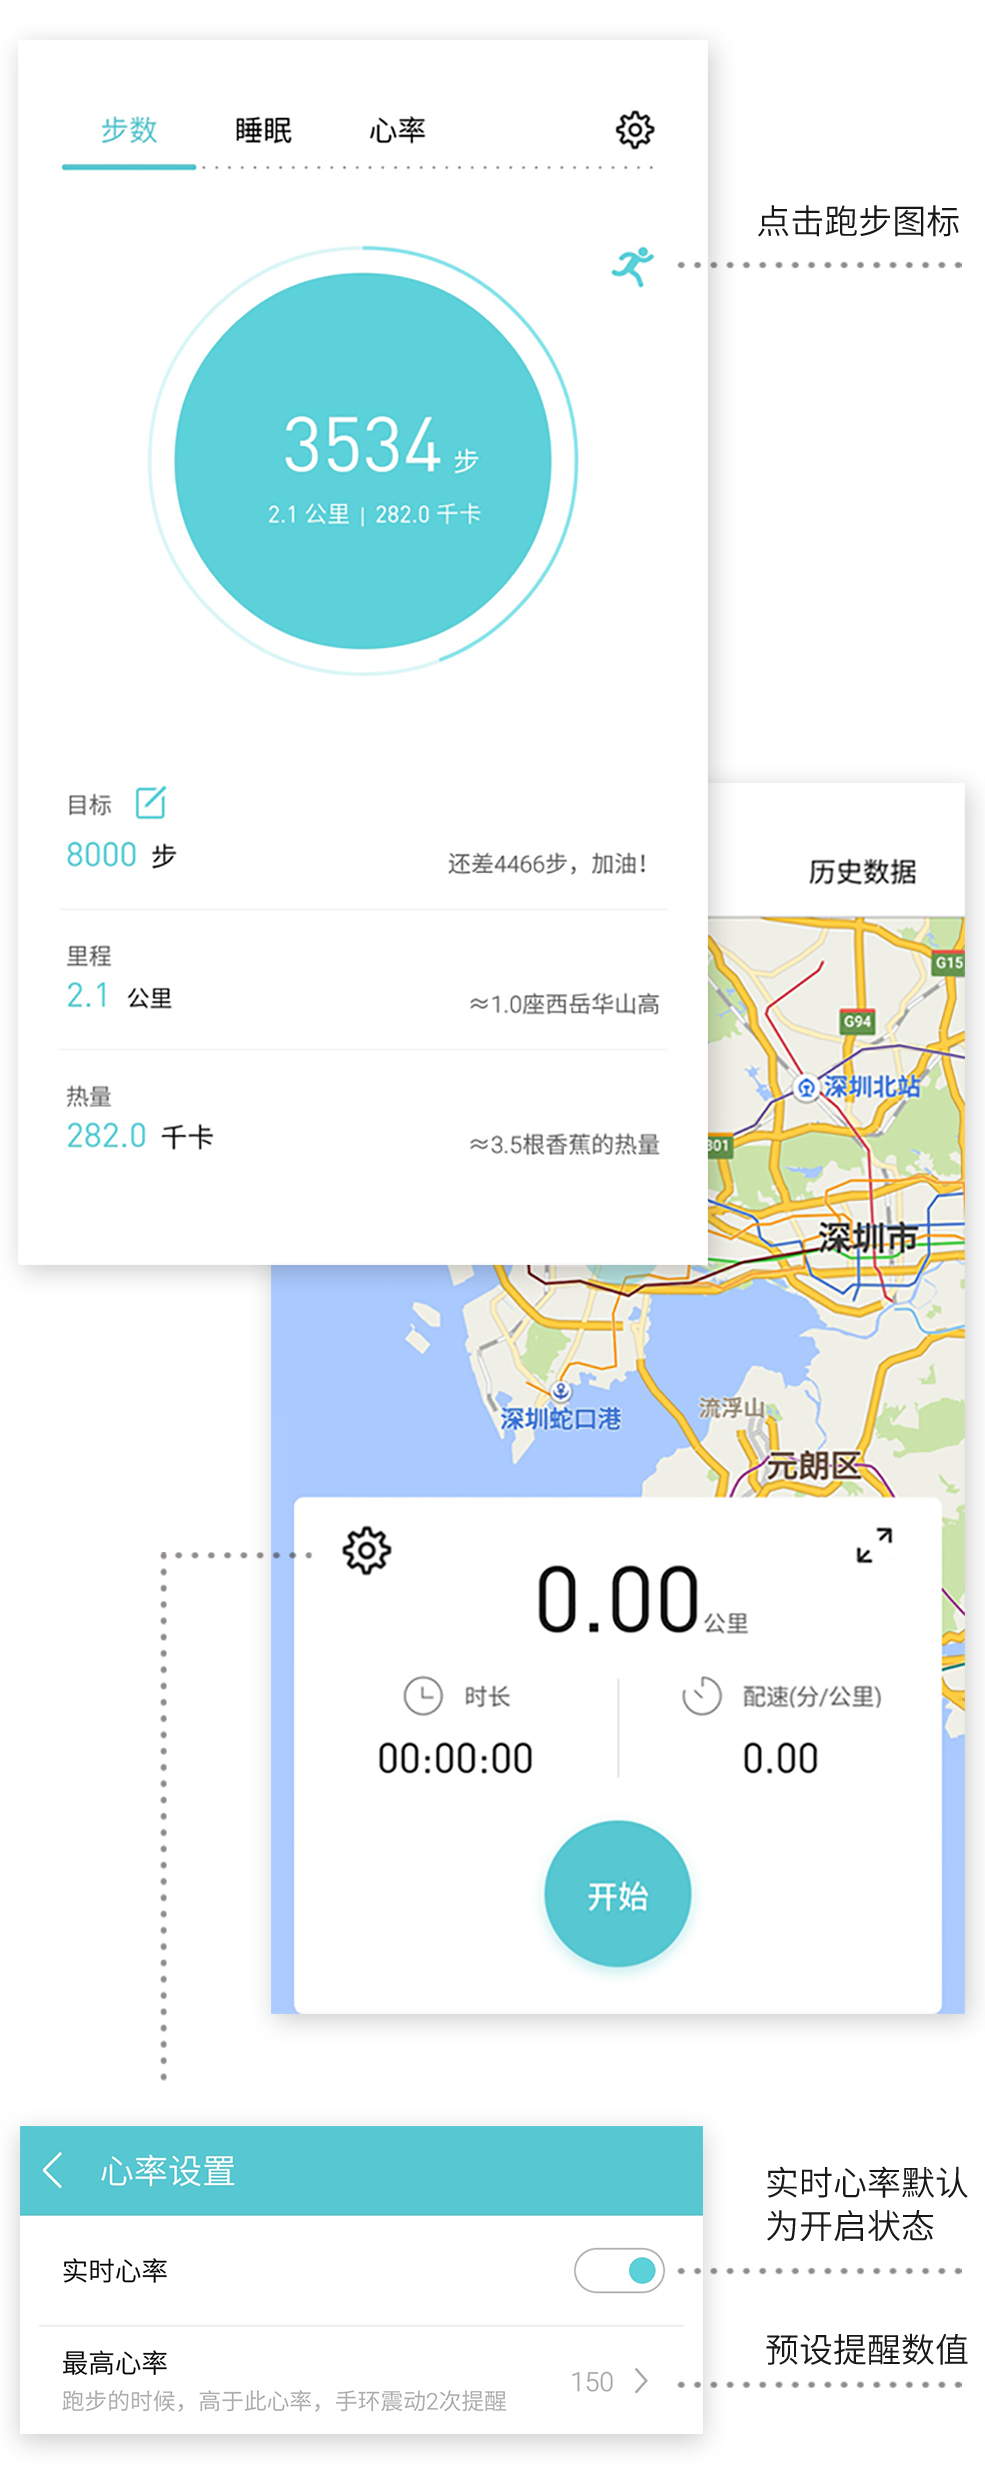 步数 睡眠 心率
点击跑步图标
3534 步
2.1 公里 | 282.0 千卡
目标
8000 步
还差4466步，加油！
里程
2.1 公里
≈1.0座西岳华山高
热量
282.0 千卡
≈3.5根香蕉的热量
历史数据
G15
G94
深圳北站
301
深圳市
深圳蛇口港
流浮山
元朗区
0.00公里
时长 配速(分/公里)
00:00:00 0.00
开始
心率设置
实时心率默认
为开启状态
实时心率
预设提醒数值
最高心率
150
跑步的时候，高于此心率，手环震动2次提醒